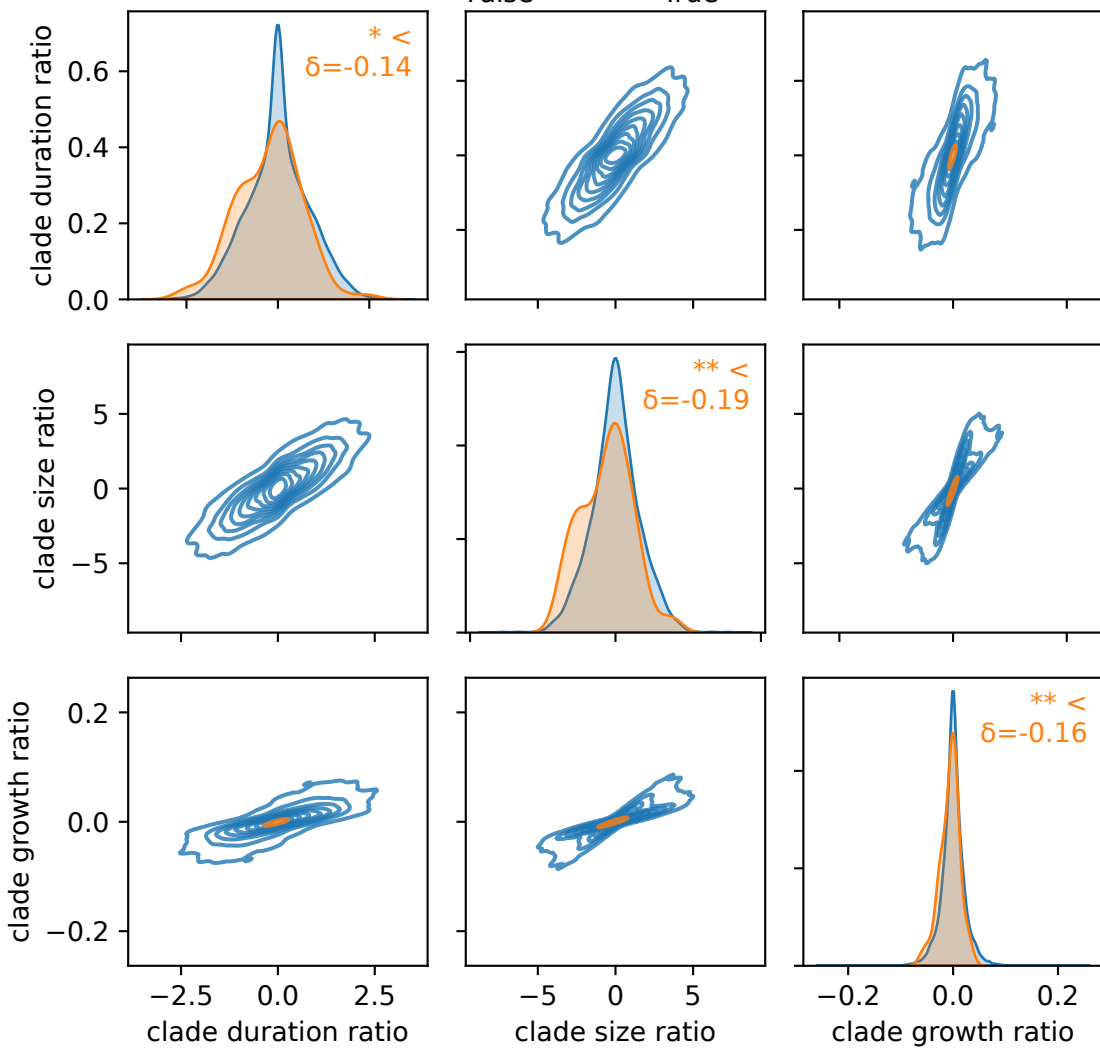 clade duration ratio
0.6
0.4
0.2
0.0
* <
δ=-0.14
clade size ratio
5
0
−5
** <
δ=-0.19
clade growth ratio
0.2
0.0
−0.2
** <
δ=-0.16
−2.5 0.0 2.5
−5 0 5
−0.2 0.0 0.2
clade duration ratio
clade size ratio
clade growth ratio